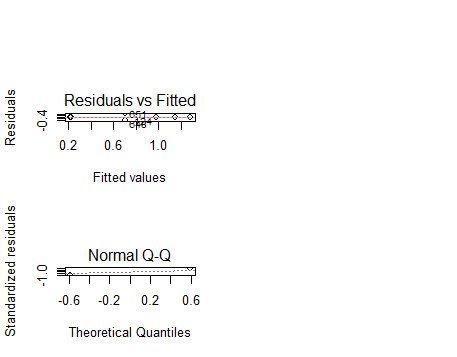 Residuals vs Fitted
Residuals
-0.4
0.2 0.6 1.0
Fitted values
Normal Q-Q
Standardized residuals
-1.0
-0.6 -0.2 0.2 0.6
Theoretical Quantiles